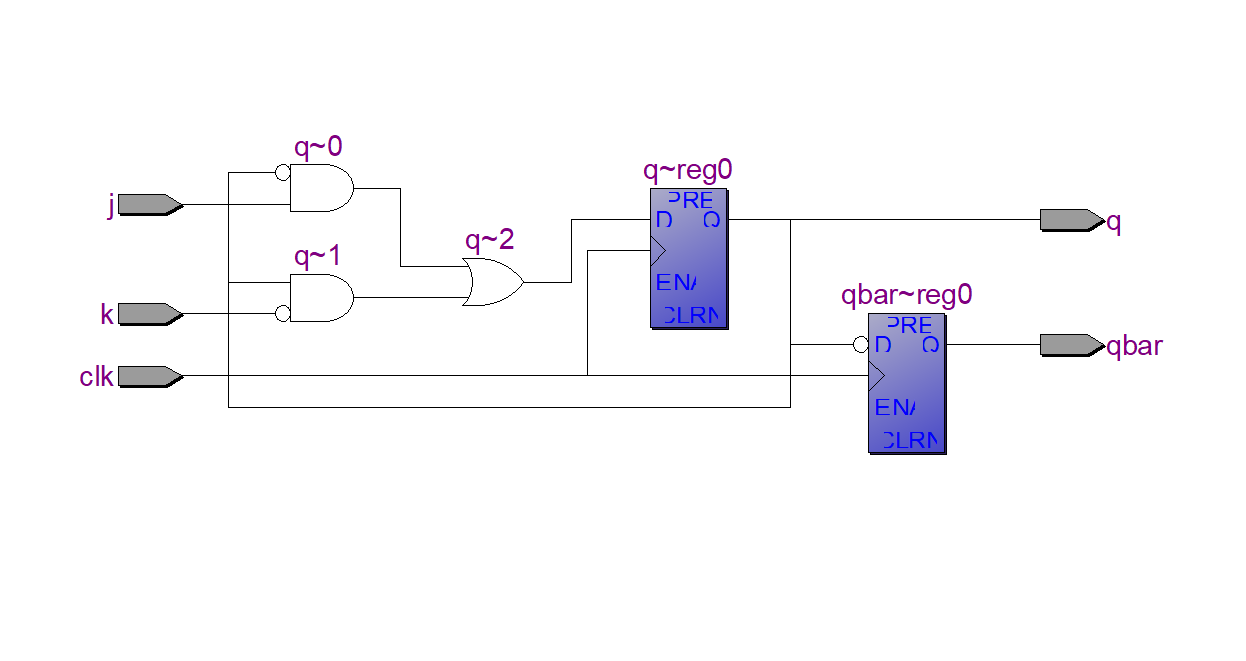 q~0
j
q~1
k
clk
q~2
q~reg0
PRE
D Q
ENA
CLRN
q
qbar~reg0
PRE
D Q
ENA
CLRN
qbar